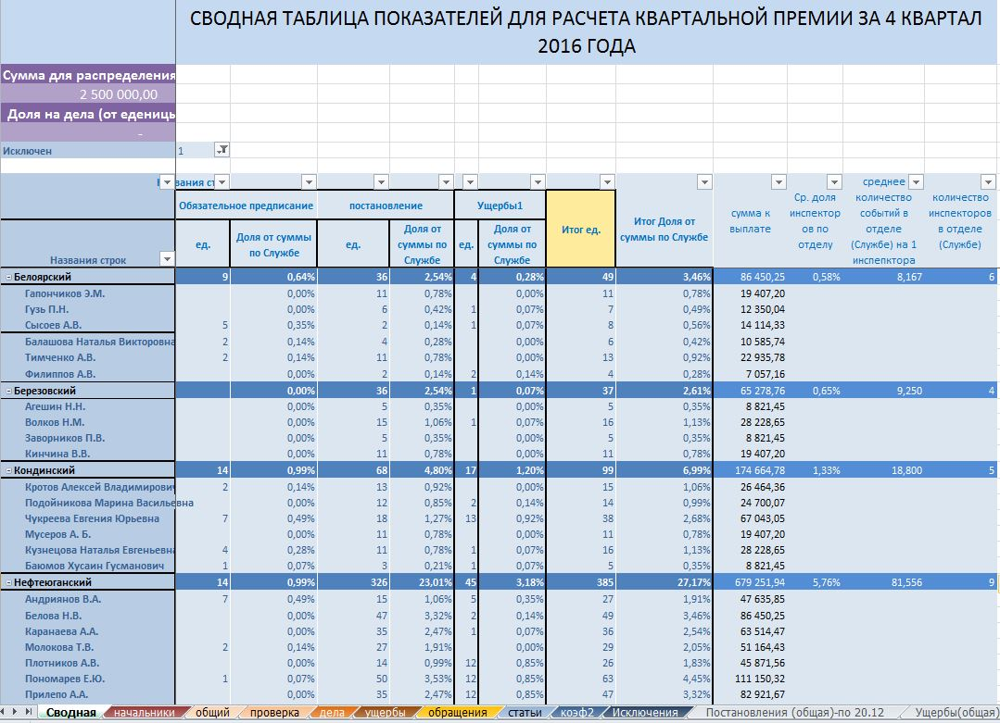 СВОДНАЯ ТАБЛИЦА ПОКАЗАТЕЛЕЙ ДЛЯ РАСЧЕТА КВАРТАЛЬНОЙ ПРЕМИИ ЗА 4 КВАРТАЛ
2016 ГОДА
Сумма для распределения
2 500 000,00
Доля на дела (от еденицы
-
Исключен 1
вания ст
Обязательное предписание постановление Ущербы1
ед. Доля от суммы по Службе ед. Доля от суммы по Службе ед. Доля от суммы по Службе Итог ед. Итог Доля от суммы по Службе сумма к выплате Ср. доля инспекторов по отделу среднее количество событий в отделе (Службе) на 1 инспектора количество инспекторов в отделе (Службе)
Названия строк
Белоярский 9 0,64% 36 2,54% 4 0,28% 49 3,46% 86 450,25 0,58% 8,167 6
Гапончиков Э.М. 0,00% 11 0,78% 0,00% 11 0,78% 19 407,20
Гузь П.Н. 0,00% 6 0,42% 1 0,07% 7 0,49% 12 350,04
Сысоев А.В. 5 0,35% 2 0,14% 1 0,07% 8 0,56% 14 114,33
Балашова Наталья Викторовна 2 0,14% 4 0,28% 0,00% 6 0,42% 10 585,74
Тимченко А.В. 2 0,14% 11 0,78% 0,00% 13 0,92% 22 935,78
Филиппов А.В. 0,00% 2 0,14% 2 0,14% 4 0,28% 7 057,16
Березовский 0,00% 36 2,54% 1 0,07% 37 2,61% 65 278,76 0,65% 9,250 4
Агешин Н.Н. 0,00% 5 0,35% 0,00% 5 0,35% 8 821,45
Волков Н.М. 0,00% 15 1,06% 1 0,07% 16 1,13% 28 228,65
Заворников П.В. 0,00% 5 0,35% 0,00% 5 0,35% 8 821,45
Кинчина В.В. 0,00% 11 0,78% 0,00% 11 0,78% 19 407,20
Кондинский 14 0,99% 68 4,80% 17 1,20% 99 6,99% 174 664,78 1,33% 18,800 5
Кротов Алексей Владимирович 2 0,14% 13 0,92% 0,00% 15 1,06% 26 464,36
Подойникова Марина Васильевна 0,00% 12 0,85% 2 0,14% 14 0,99% 24 700,07
Чукреева Евгения Юрьевна 7 0,49% 18 1,27% 13 0,92% 38 2,68% 67 043,05
Мусеров А. Б. 0,00% 11 0,78% 0,00% 11 0,78% 19 407,20
Кузнецова Наталья Евгеньевна 4 0,28% 11 0,78% 1 0,07% 16 1,13% 28 228,65
Баюмов Хусаин Гусманович 1 0,07% 3 0,21% 1 0,07% 5 0,35% 8 821,45
Нефтеюганский 14 0,99% 326 23,01% 45 3,18% 385 27,17% 679 251,94 5,76% 81,556 9
Андриянов В.А. 7 0,49% 15 1,06% 5 0,35% 27 1,91% 47 635,85
Белова Н.В. 0,00% 47 3,32% 2 0,14% 49 3,46% 86 450,25
Каранаева А.А. 0,00% 35 2,47% 1 0,07% 36 2,54% 63 514,47
Молокова Т.В. 2 0,14% 27 1,91% 0,00% 29 2,05% 51 164,43
Плотников А.В. 0,00% 14 0,99% 12 0,85% 26 1,83% 45 871,56
Пономарев Е.Ю. 1 0,07% 50 3,53% 12 0,85% 63 4,45% 111 150,32
Прилепо А.А. 0,00% 35 2,47% 12 0,85% 47 3,32% 82 921,67
Сводная начальники общий проверка дела ущербы обращения статьи коэф2 Исключения Постановления (общая)-по 20.12 Ущербы(общая)